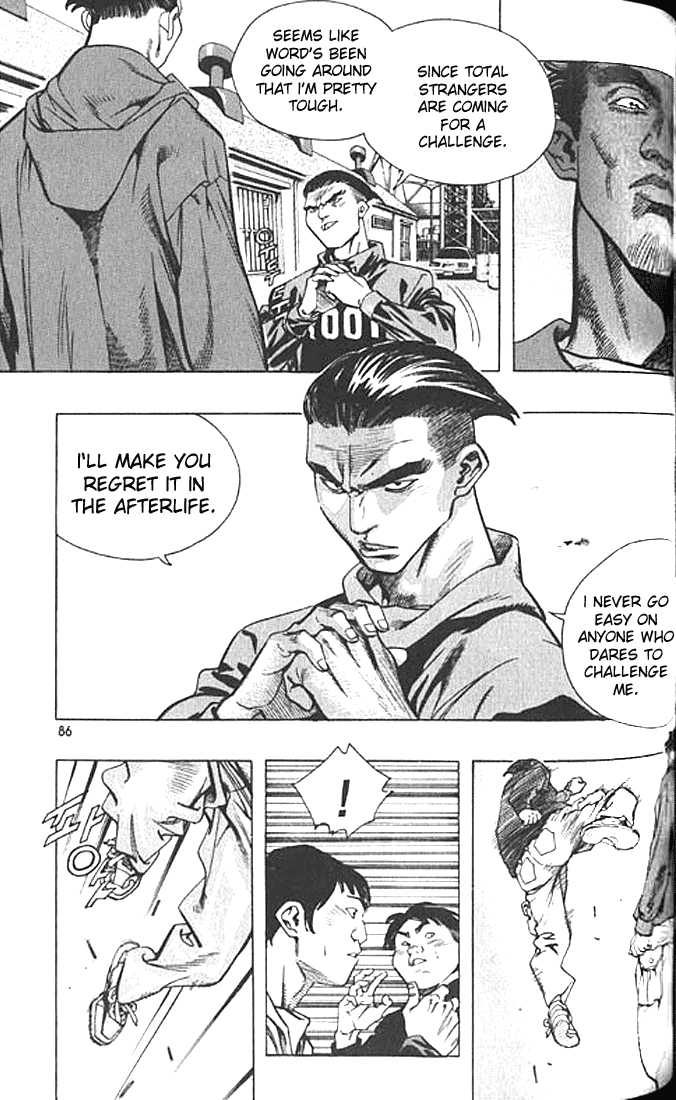 SINCE TOTAL
STRANGERS
ARE COMING
FOR A
CHALLENGE.
SEEMS LIKE
WORD'S BEEN
GOING AROUND
THAT I'M PRETTY
TOUGH.
001
I NEVER GO
EASY ON
ANYONE WHO
DARES TO
CHALLENGE
ME.
I'LL MAKE YOU
REGRET IT IN
THE AFTERLIFE.
86
!